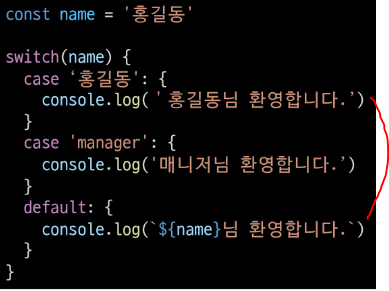 const name = '홍길동'
switch(name) {
case ‘홍길동': {
console.log( ' 홍길동님 환영합니다.’)
}
case 'manager': {
console.log('매니저님 환영합니다.’)
}
default: {
console.log(`${name}님 환영합니다.`)
}
}